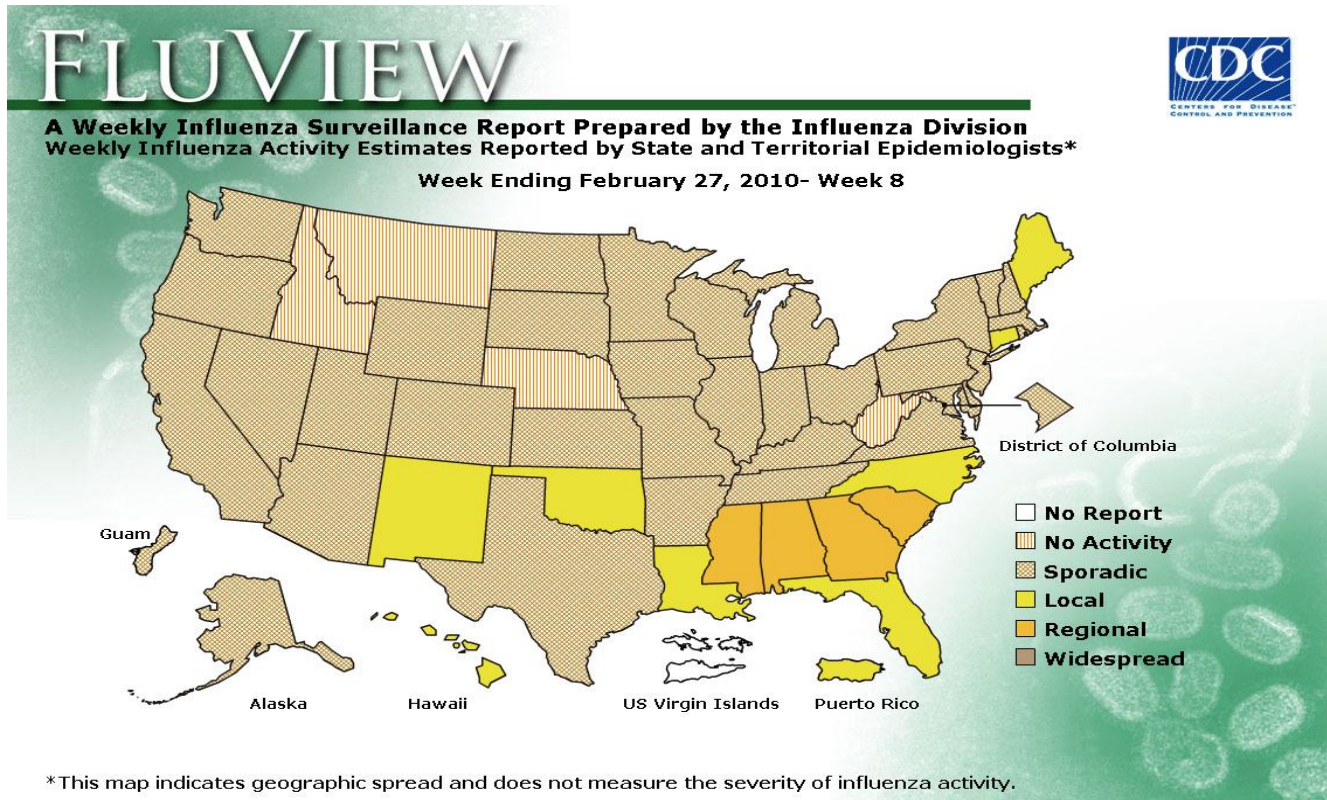 FLUVIEW
CDC
CENTERS FOR DISEASE™
CONTROL AND PREVENTION
A Weekly Influenza Surveillance Report Prepared by the Influenza Division
Weekly Influenza Activity Estimates Reported by State and Territorial Epidemiologists*
Week Ending February 27, 2010- Week 8
District of Columbia
Guam
No Report
No Activity
Sporadic
Local
Regional
Widespread
Alaska
Hawaii
US Virgin Islands
Puerto Rico
*This map indicates geographic spread and does not measure the severity of influenza activity.